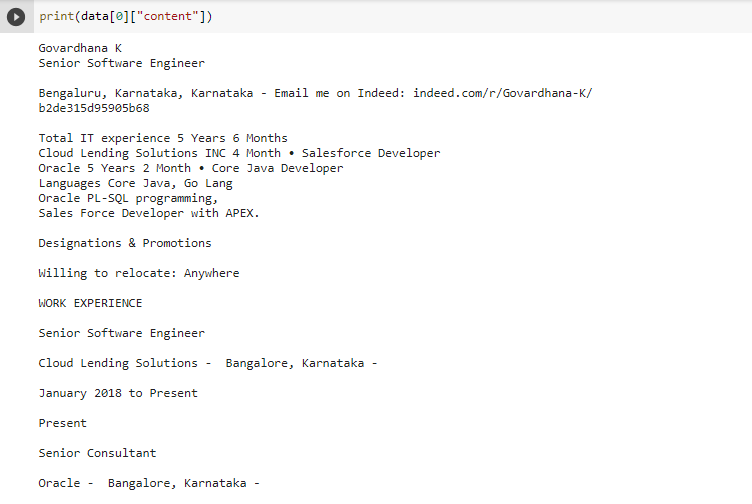 print(data[0]["content"])
Govardhana K
Senior Software Engineer
Bengaluru, Karnataka, Karnataka - Email me on Indeed: indeed.com/r/Govardhana-K/
b2de315d95905b68
Total IT experience 5 Years 6 Months
Cloud Lending Solutions INC 4 Month • Salesforce Developer
Oracle 5 Years 2 Month • Core Java Developer
Languages Core Java, Go Lang
Oracle PL-SQL programming,
Sales Force Developer with APEX.
Designations & Promotions
Willing to relocate: Anywhere
WORK EXPERIENCE
Senior Software Engineer
Cloud Lending Solutions -  Bangalore, Karnataka -
January 2018 to Present
Present
Senior Consultant
Oracle -  Bangalore, Karnataka -